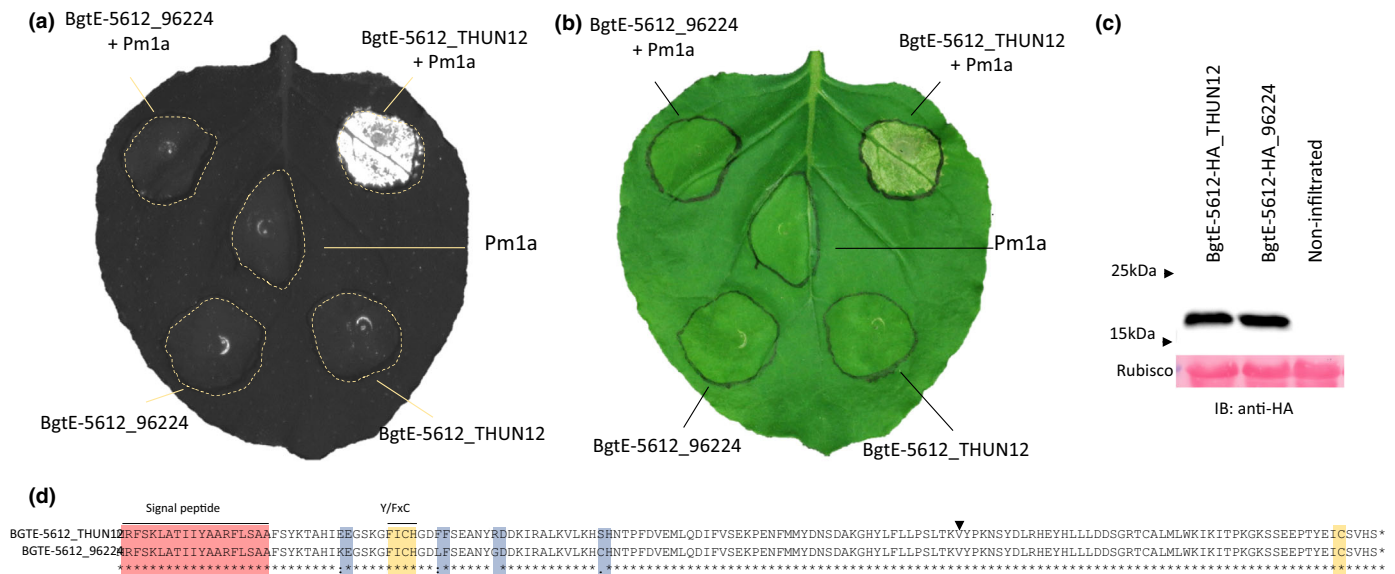 (a)
BgtE-5612_96224
+ Pm1a
BgtE-5612_THUN12
+ Pm1a
Pm1a
BgtE-5612_96224
BgtE-5612_THUN12
(b)
BgtE-5612_96224
+ Pm1a
BgtE-5612_THUN12
+ Pm1a
Pm1a
BgtE-5612_96224
BgtE-5612_THUN12
(c)
BgtE-5612-HA_THUN12
BgtE-5612-HA_96224
Non-infiltrated
25kDa
15kDa
Rubisco
IB: anti-HA
(d)
Signal peptide
Y/FxC
BGTE-5612_THUN12 MRFSKLATIIYAARFLSAAFSYKTAHIEEGSKGFICHGDFFSEANYRDDKIRALKVLKHSHNTPFDVEMLQDIFVSEKPENFMMYDNSDAKGHYLFLLPSLTKVYPKNSYDLRHEYHLLLDDSGRTCALMLWKIKITPKGKSSEEPTYEICSVHS*
BGTE-5612_96224 MRFSKLATIIYAARFLSAAFSYKTAHIKEGSKGFICHGDLFSEANYGDDKIRALKVLKHCHNTPFDVEMLQDIFVSEKPENFMMYDNSDAKGHYLFLLPSLTKVYPKNSYDLRHEYHLLLDDSGRTCALMLWKIKITPKGKSSEEPTYEICSVHS*